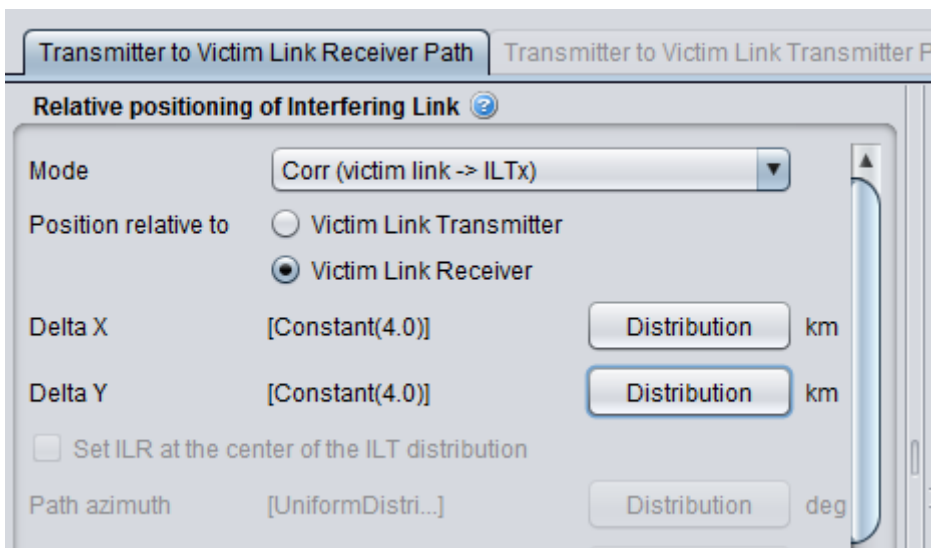 Transmitter to Victim Link Receiver Path Transmitter to Victim Link Transmitter P
Relative positioning of Interfering Link
Mode Corr (victim link -> ILTx)
Position relative to Victim Link Transmitter
Victim Link Receiver
Delta X [Constant(4.0)] Distribution km
Delta Y [Constant(4.0)] Distribution km
Set ILR at the center of the ILT distribution
Path azimuth [UniformDistri...] Distribution deg